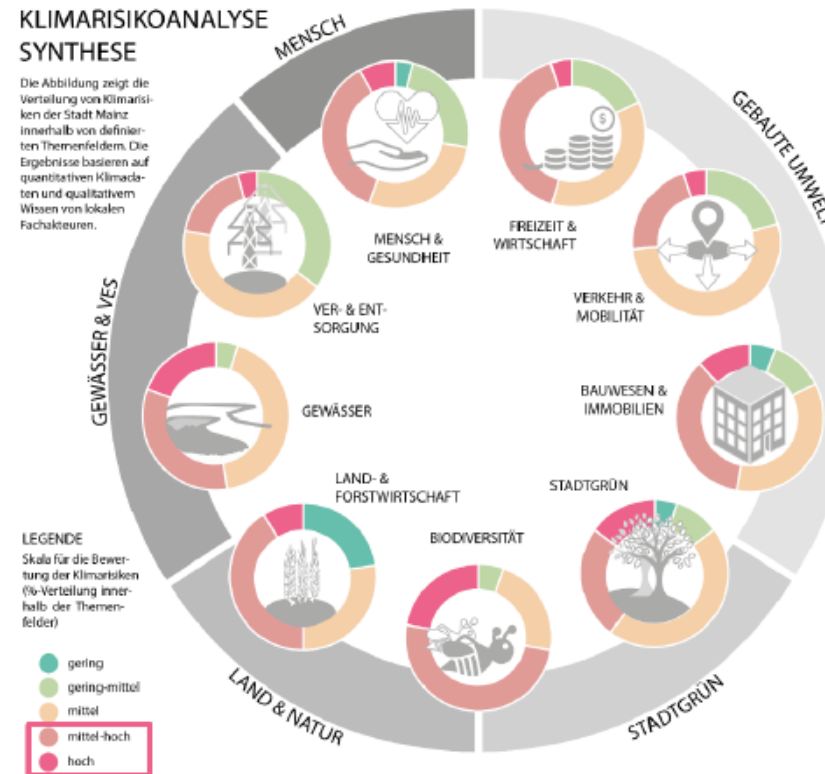 KLIMARISIKOANALYSE
SYNTHESE
Die Abbildung zeigt die
Verteilung von Klimarisi-
ken der Stadt Mainz
innerhalb von definier-
ten Themenfeldern. Die
Ergebnisse basieren auf
quantitativen Klimada-
ten und qualitativem
Wissen von lokalen
Fachakteuren.
MENSCH
GEBAUTE UMWELT
$
MENSCH &
GESUNDHEIT
FREIZEIT &
WIRTSCHAFT
VER- & ENT-
SORGUNG
VERKEHR &
MOBILITÄT
GEWÄSSER & VES
GEWÄSSER
BAUWESEN &
IMMOBILIEN
LAND- &
FORSTWIRTSCHAFT
STADTGRÜN
BIODIVERSITÄT
LAND & NATUR
STADTGRÜN
LEGENDE
Skala für die Bewer-
tung der Klimarisiken
(%-Verteilung inner-
halb der Themen-
felder)
gering
gering-mittel
mittel
mittel-hoch
hoch